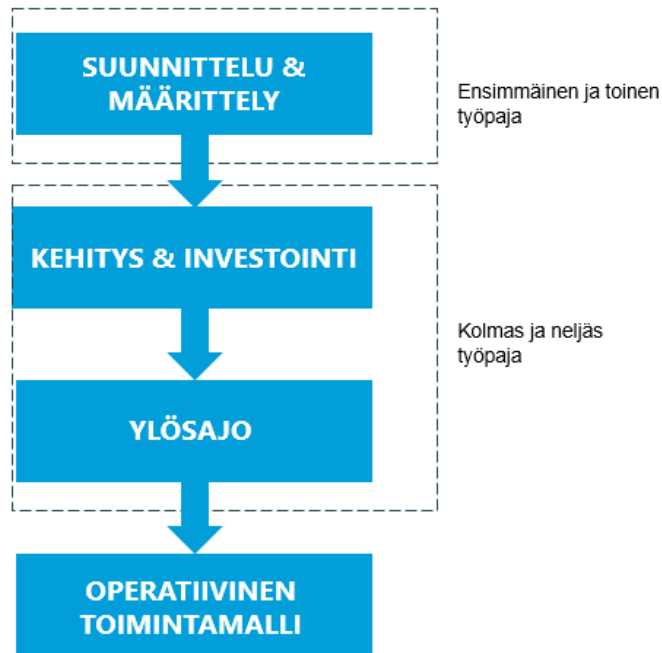 SUUNNITTELU &
MÄÄRITTELY
Ensimmäinen ja toinen
työpaja
KEHITYS & INVESTOINTI
Kolmas ja neljäs
työpaja
YLÖSAJO
OPERATIIVINEN
TOIMINTAMALLI